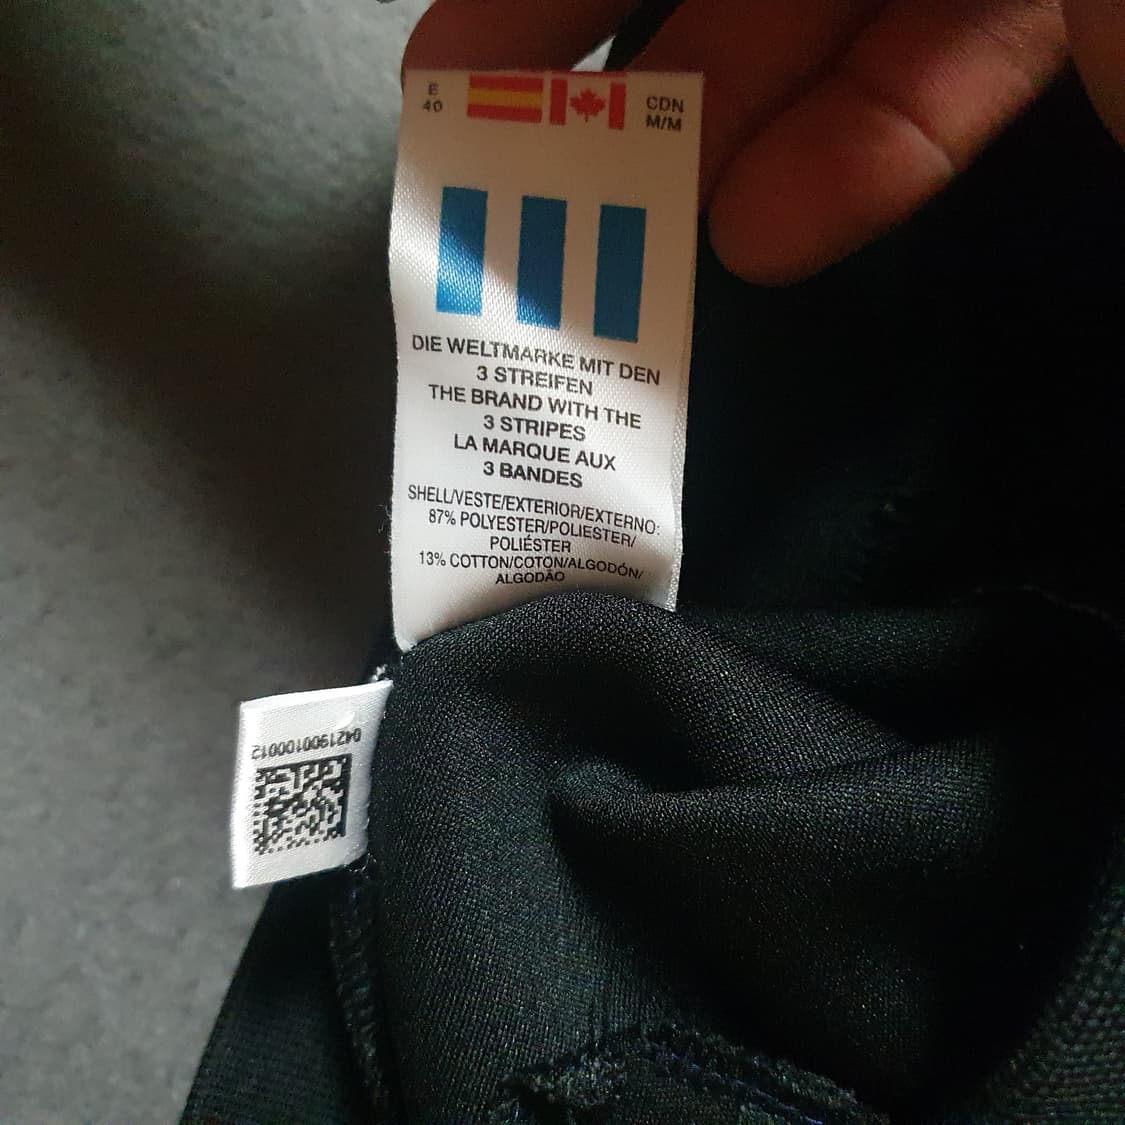 E
40
CDN
M/M
DIE WELTMARKE MIT DEN
3 STREIFEN
THE BRAND WITH THE
3 STRIPES
LA MARQUE AUX
3 BANDES
SHELL/VESTE/EXTERIOR/EXTERNO:
87% POLYESTER/POLIESTER/
POLIÉSTER
13% COTTON/COTON/ALGODÓN/
ALGODÃO
0421900100012